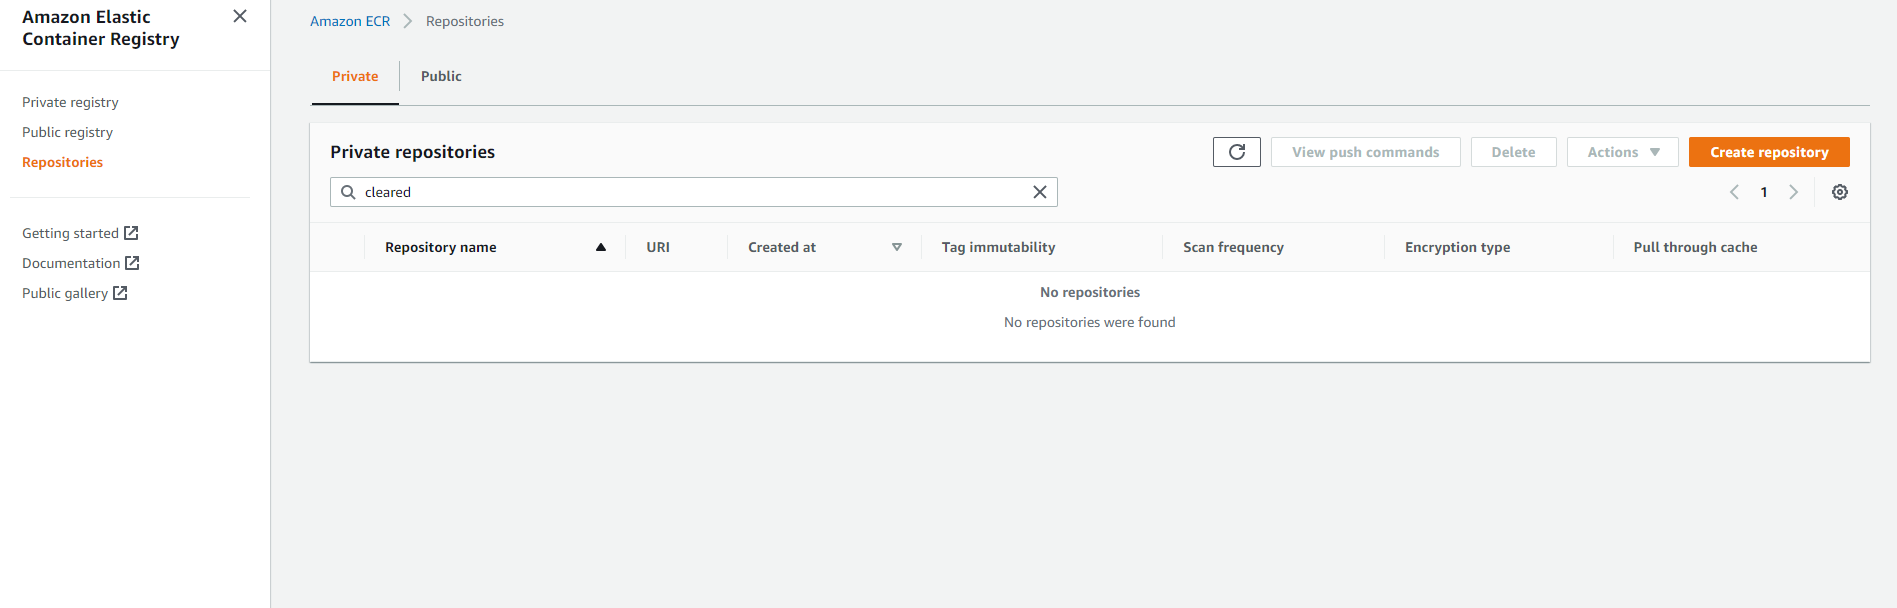 Amazon Elastic
Container Registry
Private registry
Public registry
Repositories
Getting started
Documentation
Public gallery
Amazon ECR Repositories
Private Public
Private repositories View push commands Delete Actions Create repository
cleared 1
Repository name URI Created at Tag immutability Scan frequency Encryption type Pull through cache
No repositories
No repositories were found